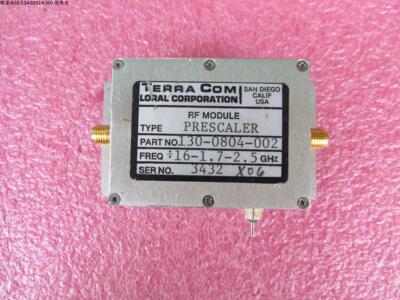 TERRA COM
LORAL CORPORATION
SAN DIEGO
CALIF
USA
RF MODULE
TYPE PRESCALER
PART NO. 130-0804-002
FREQ ÷16-1.7-2.5 GHz
SER NO. 3432 X06